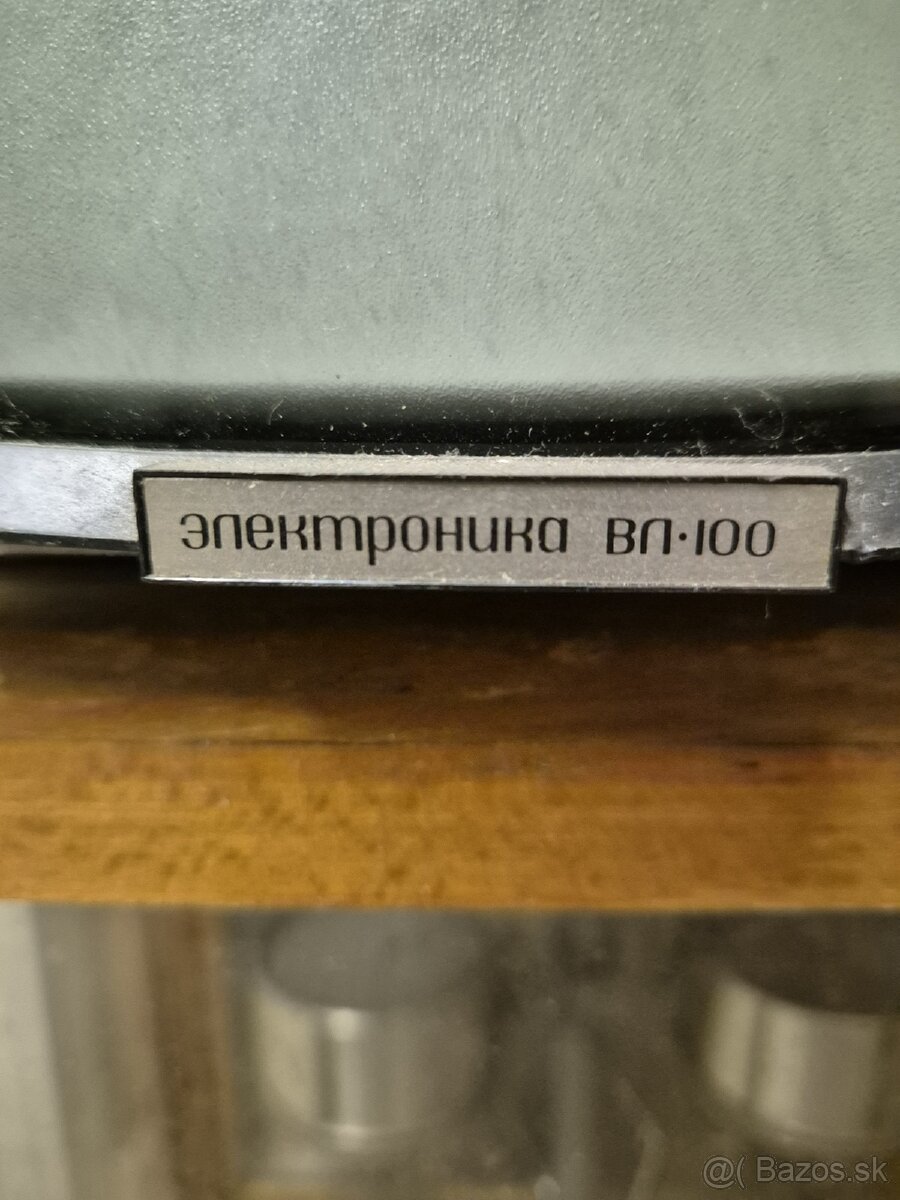 электроника ВЛ·100
@( Bazos.sk